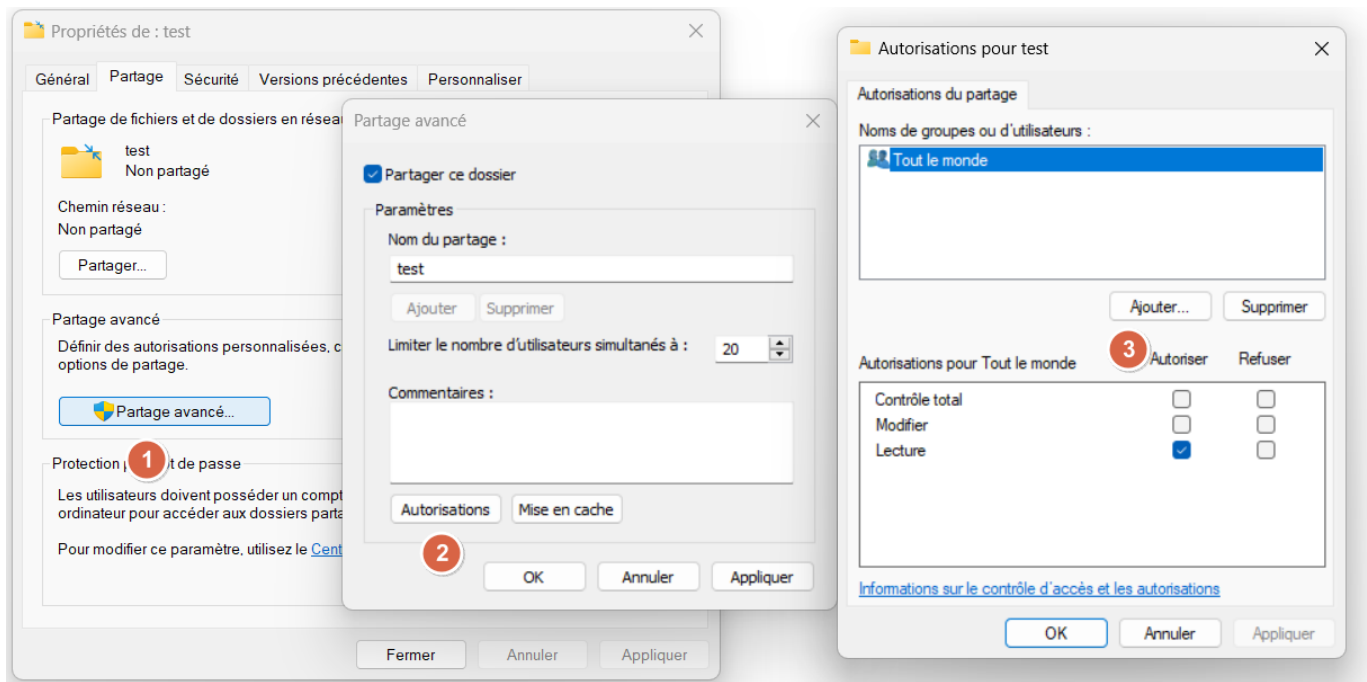 Propriétés de : test
Général Partage Sécurité Versions précédentes Personnaliser
Partage de fichiers et de dossiers en
test
Non partagé
Chemin réseau :
Non partagé
Partager...
Partage avancé
Définir des autorisations personnalisées,
options de partage.
Partage avancé...
1
Protection de passe
Les utilisateurs doivent posséder un
ordinateur pour accéder aux dossiers
Pour modifier ce paramètre, utilisez le
Fermer Annuler Appliquer
Partage avancé
Partager ce dossier
Paramètres
Nom du partage :
test
Ajouter Supprimer
Limiter le nombre d'utilisateurs simultanés à : 20
Commentaires :
Autorisations Mise en cache
2
OK Annuler Appliquer
Autorisations pour test
Autorisations du partage
Noms de groupes ou d'utilisateurs :
Tout le monde
Ajouter... Supprimer
3
Autorisations pour Tout le monde Autoriser Refuser
Contrôle total
Modifier
Lecture
Informations sur le contrôle d'accès et les autorisations
OK Annuler Appliquer